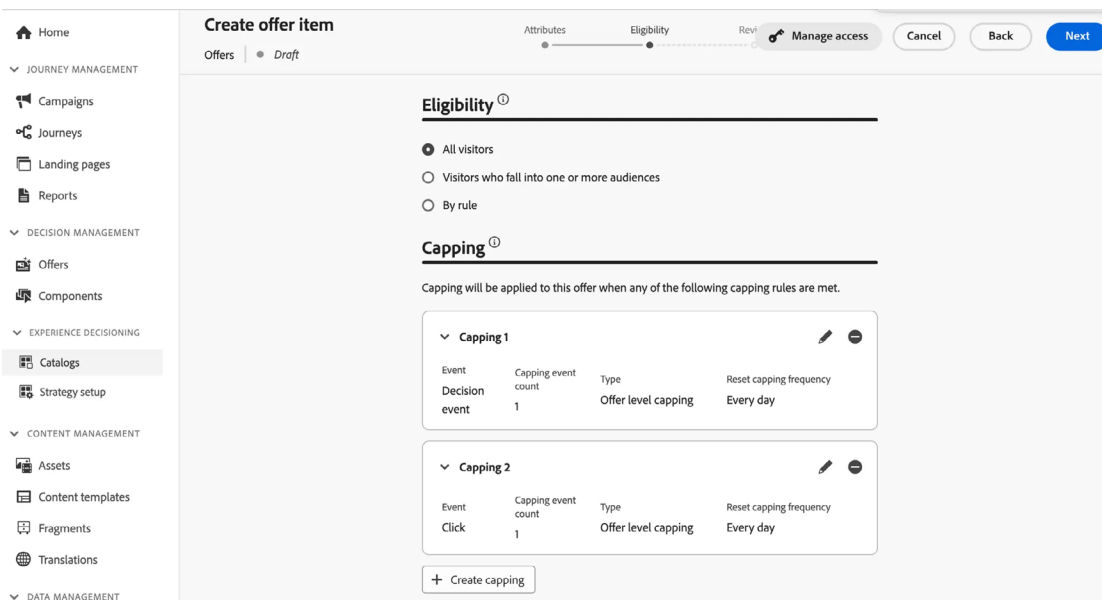 Home
JOURNEY MANAGEMENT
Campaigns
Journeys
Landing pages
Reports
DECISION MANAGEMENT
Offers
Components
EXPERIENCE DECISIONING
Catalogs
Strategy setup
CONTENT MANAGEMENT
Assets
Content templates
Fragments
Translations
DATA MANAGEMENT
Create offer item
Offers
Draft
Attributes
Eligibility
Manage access
Cancel
Back
Next
Eligibility
All visitors
Visitors who fall into one or more audiences
By rule
Capping
Capping will be applied to this offer when any of the following capping rules are met.
Capping 1
Event
Decision
event
Capping event
count
1
Type
Offer level capping
Reset capping frequency
Every day
Capping 2
Event
Click
Capping event
count
1
Type
Offer level capping
Reset capping frequency
Every day
Create capping